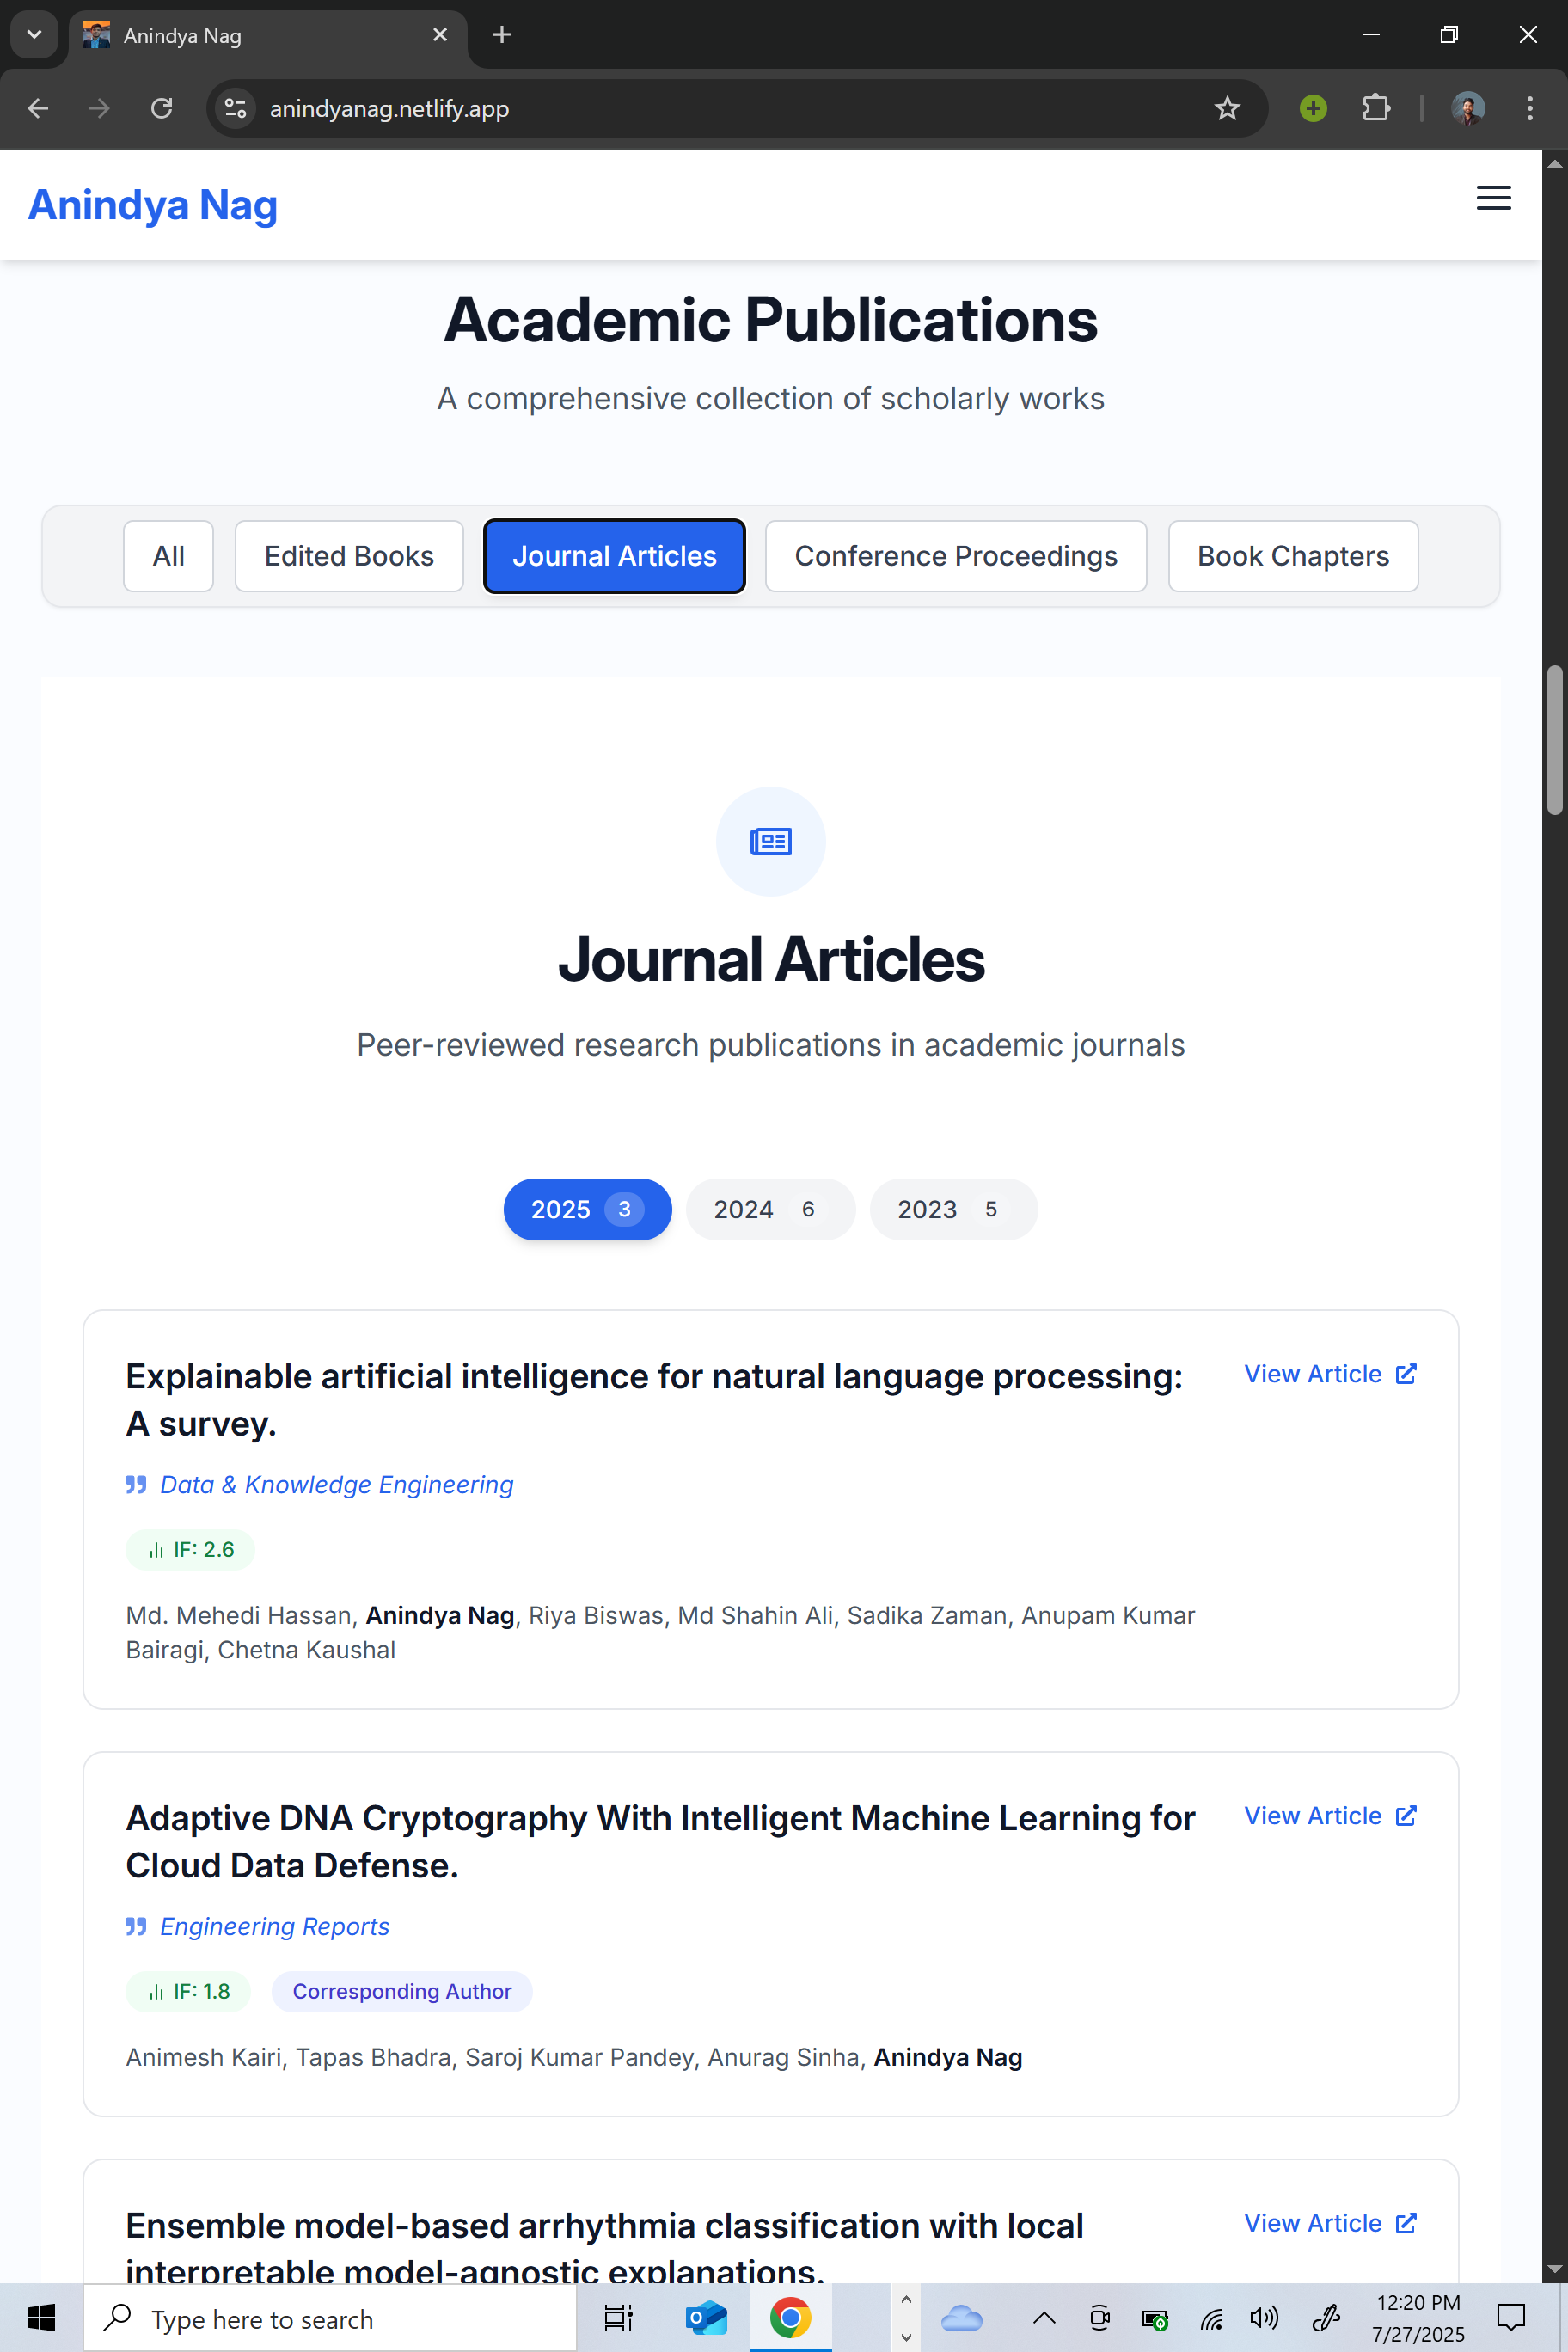 Anindya Nag
anindyanag.netlify.app
Anindya Nag
Academic Publications
A comprehensive collection of scholarly works
All
Edited Books
Journal Articles
Conference Proceedings
Book Chapters
Journal Articles
Peer-reviewed research publications in academic journals
2025 3
2024 6
2023 5
Explainable artificial intelligence for natural language processing:
A survey.
View Article
Data & Knowledge Engineering
IF: 2.6
Md. Mehedi Hassan, Anindya Nag, Riya Biswas, Md Shahin Ali, Sadika Zaman, Anupam Kumar
Bairagi, Chetna Kaushal
Adaptive DNA Cryptography With Intelligent Machine Learning for
Cloud Data Defense.
View Article
Engineering Reports
IF: 1.8
Corresponding Author
Animesh Kairi, Tapas Bhadra, Saroj Kumar Pandey, Anurag Sinha, Anindya Nag
Ensemble model-based arrhythmia classification with local
interpretable model-agnostic explanations.
View Article
Type here to search
12:20 PM
7/27/2025